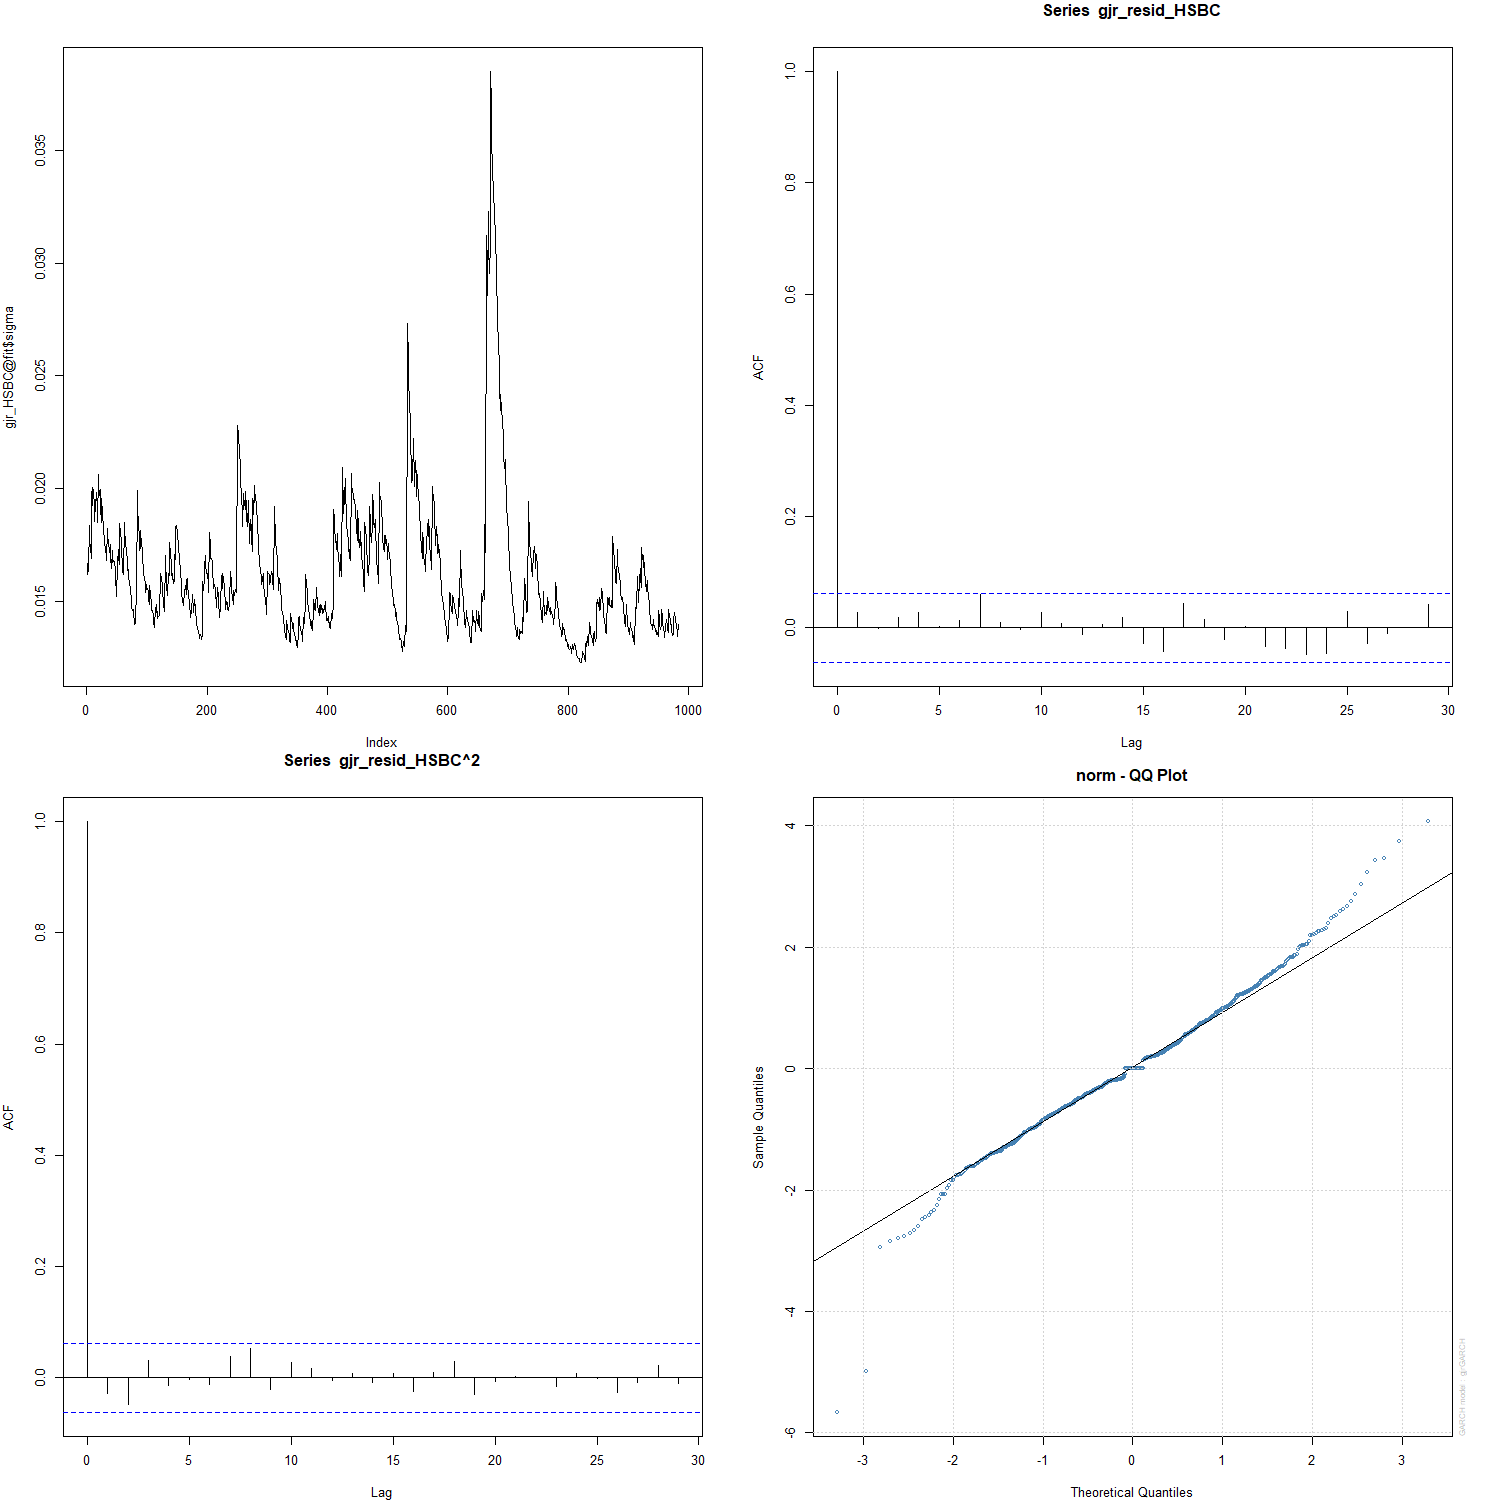 gjr_HSBC@fit$sigma
0.035
0.030
0.025
0.020
0.015
0 200 400 600 800 1000
Index
Series gjr_resid_HSBC
ACF
1.0
0.8
0.6
0.4
0.2
0.0
0 5 10 15 20 25 30
Lag
Series gjr_resid_HSBC^2
ACF
1.0
0.8
0.6
0.4
0.2
0.0
0 5 10 15 20 25 30
Lag
norm - QQ Plot
Sample Quantiles
4
2
0
-2
-4
-6
-3 -2 -1 0 1 2 3
Theoretical Quantiles
GARCH model : gjrGARCH